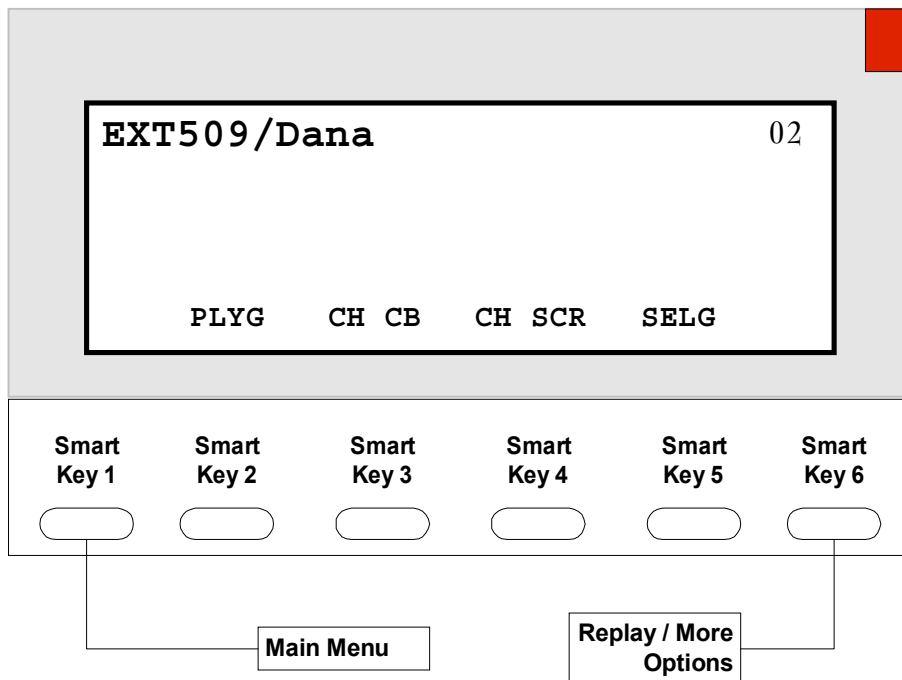 EXT509/Dana 02
PLYG CH CB CH SCR SELG
Smart Smart Smart Smart Smart Smart
Key 1 Key 2 Key 3 Key 4 Key 5 Key 6
Main Menu
Replay / More
Options